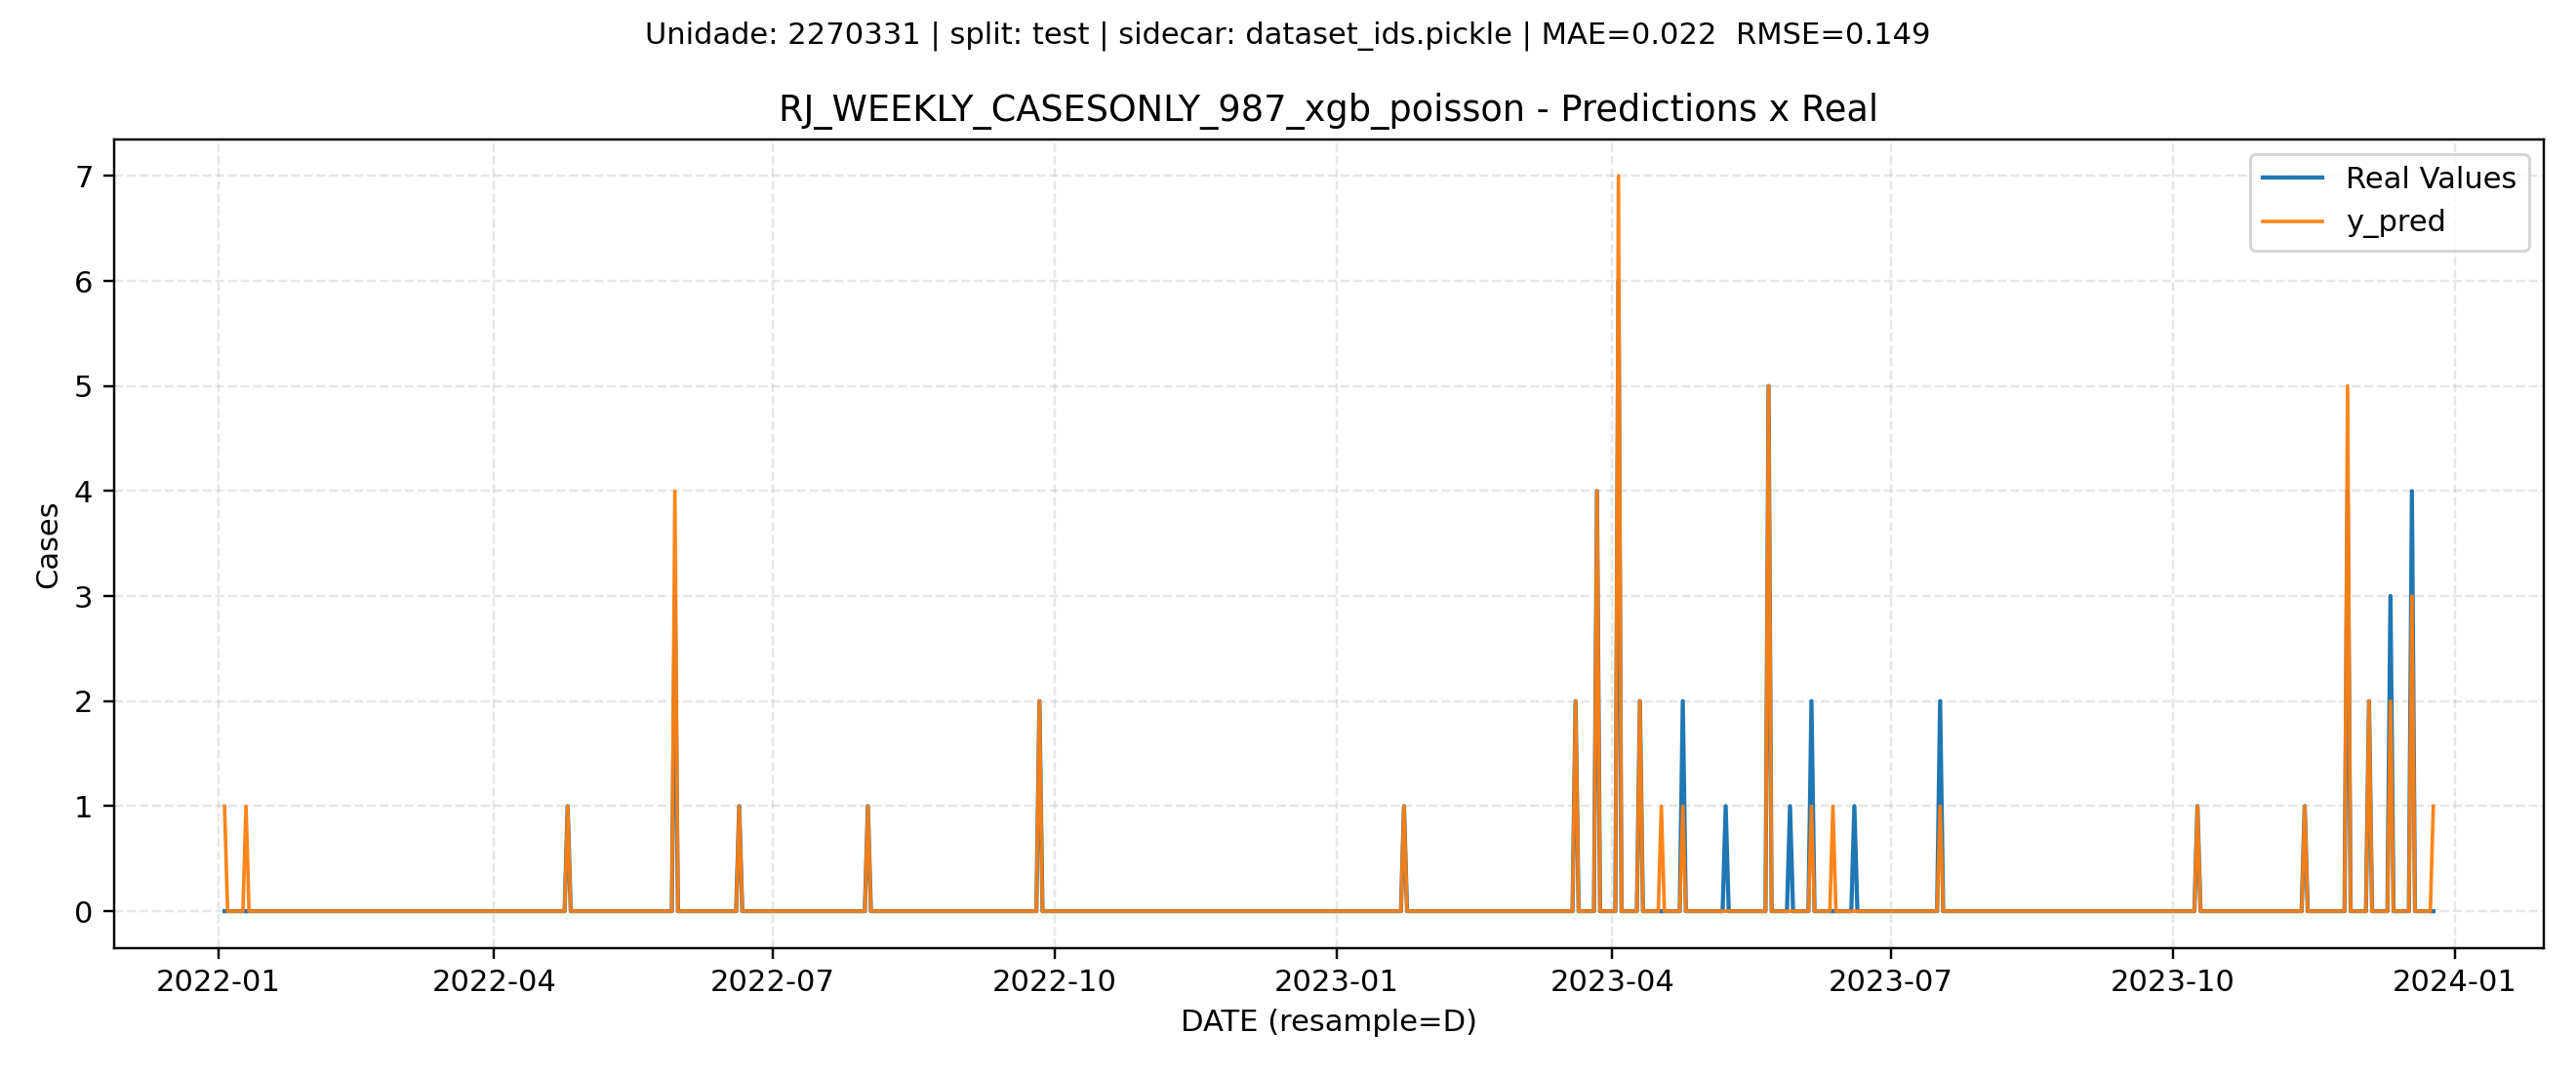 Unidade: 2270331 | split: test | sidecar: dataset_ids.pickle | MAE=0.022  RMSE=0.149
RJ_WEEKLY_CASESONLY_987_xgb_poisson - Predictions x Real
Real Values
y_pred
Cases
7
6
5
4
3
2
1
0
2022-01
2022-04
2022-07
2022-10
2023-01
2023-04
2023-07
2023-10
2024-01
DATE (resample=D)